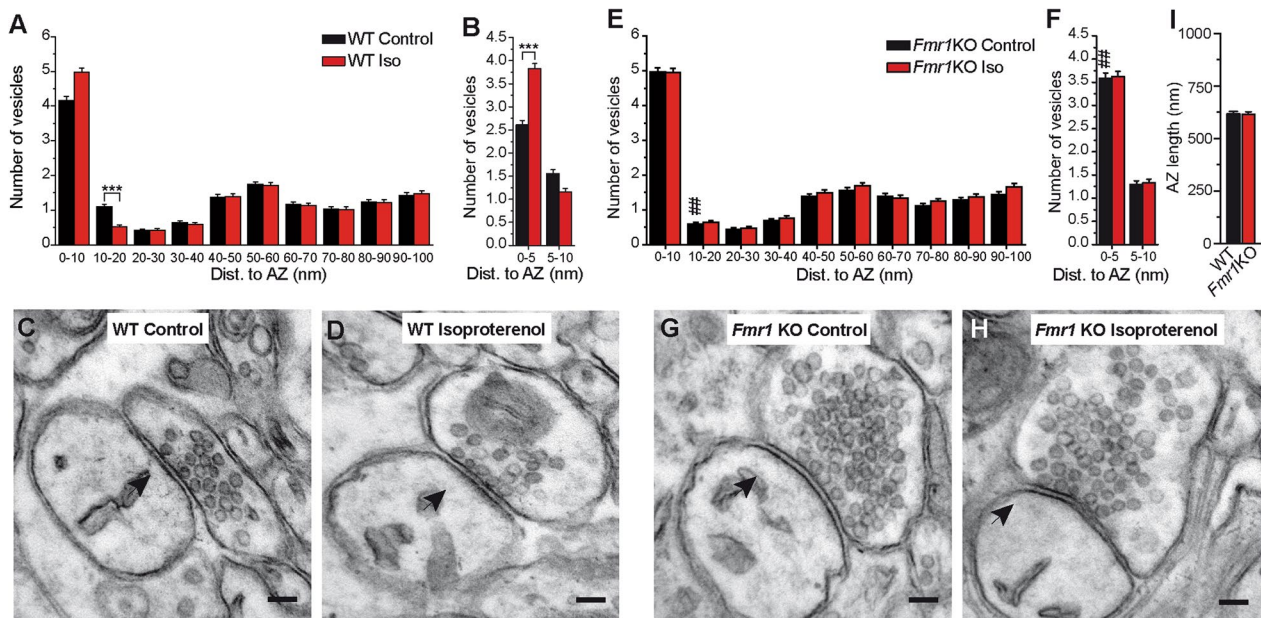 A
WT Control
WT Iso
Number of vesicles
6
5
4
3
2
1
0
***
0-10 10-20 20-30 30-40 40-50 50-60 60-70 70-80 80-90 90-100
Dist. to AZ (nm)
B
Number of vesicles
4.5
4.0
3.5
3.0
2.5
2.0
1.5
1.0
0.5
0.0
***
0-5 5-10
Dist. to AZ (nm)
E
Fmr1KO Control
Fmr1KO Iso
Number of vesicles
6
5
4
3
2
1
0
##
0-10 10-20 20-30 30-40 40-50 50-60 60-70 70-80 80-90 90-100
Dist. to AZ (nm)
F
Number of vesicles
4.5
4.0
3.5
3.0
2.5
2.0
1.5
1.0
0.5
0.0
##
0-5 5-10
Dist. to AZ (nm)
I
AZ length (nm)
1000
750
500
250
0
WT
Fmr1KO
C
WT Control
D
WT Isoproterenol
G
Fmr1 KO Control
H
Fmr1 KO Isoproterenol